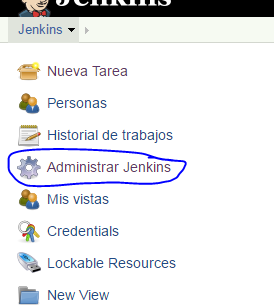 Jenkins
Jenkins
Nueva Tarea
Personas
Historial de trabajos
Administrar Jenkins
Mis vistas
Credentials
Lockable Resources
New View